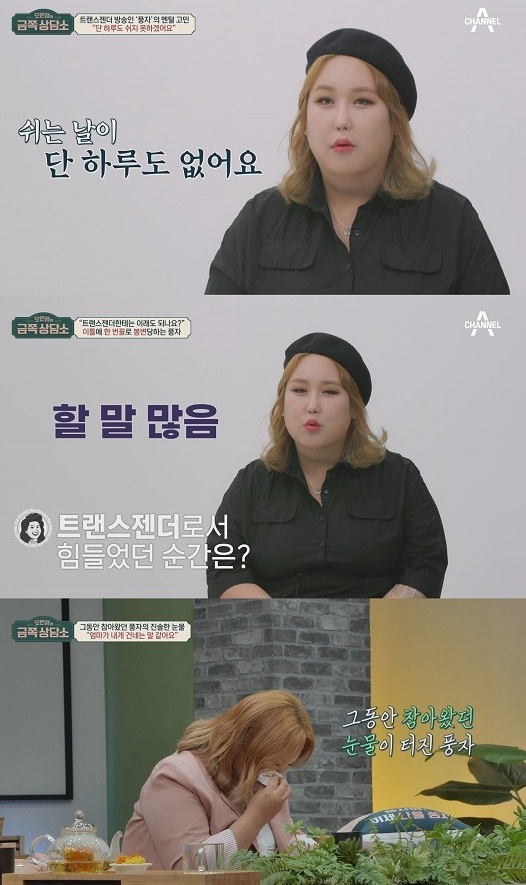 오은영의
금쪽상담소
트랜스젠더 방송인 '풍자'의 멘털 고민
"단 하루도 쉬지 못하겠어요"
CHANNEL
쉬는 날이
단 하루도 없어요
오은영의
금쪽상담소
"트랜스젠더한테는 이래도 되나요?"
이틀에 한 번꼴로 봉변당하는 풍자
CHANNEL
할 말 많음
트랜스젠더로서
힘들었던 순간은?
오은영의
금쪽상담소
그동안 참아왔던 풍자의 진솔한 눈물
"엄마가 내게 건네는 말 같아요"
그동안 참아왔던
눈물이 터진 풍자